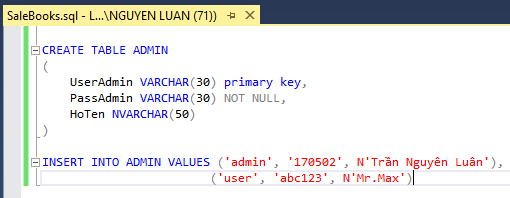 SaleBooks.sql - L...\NGUYEN LUAN (71))
CREATE TABLE ADMIN
(
UserAdmin VARCHAR(30) primary key,
PassAdmin VARCHAR(30) NOT NULL,
HoTen NVARCHAR(50)
)
INSERT INTO ADMIN VALUES ('admin', '170502', N'Trần Nguyên Luân'),
('user', 'abc123', N'Mr.Max')